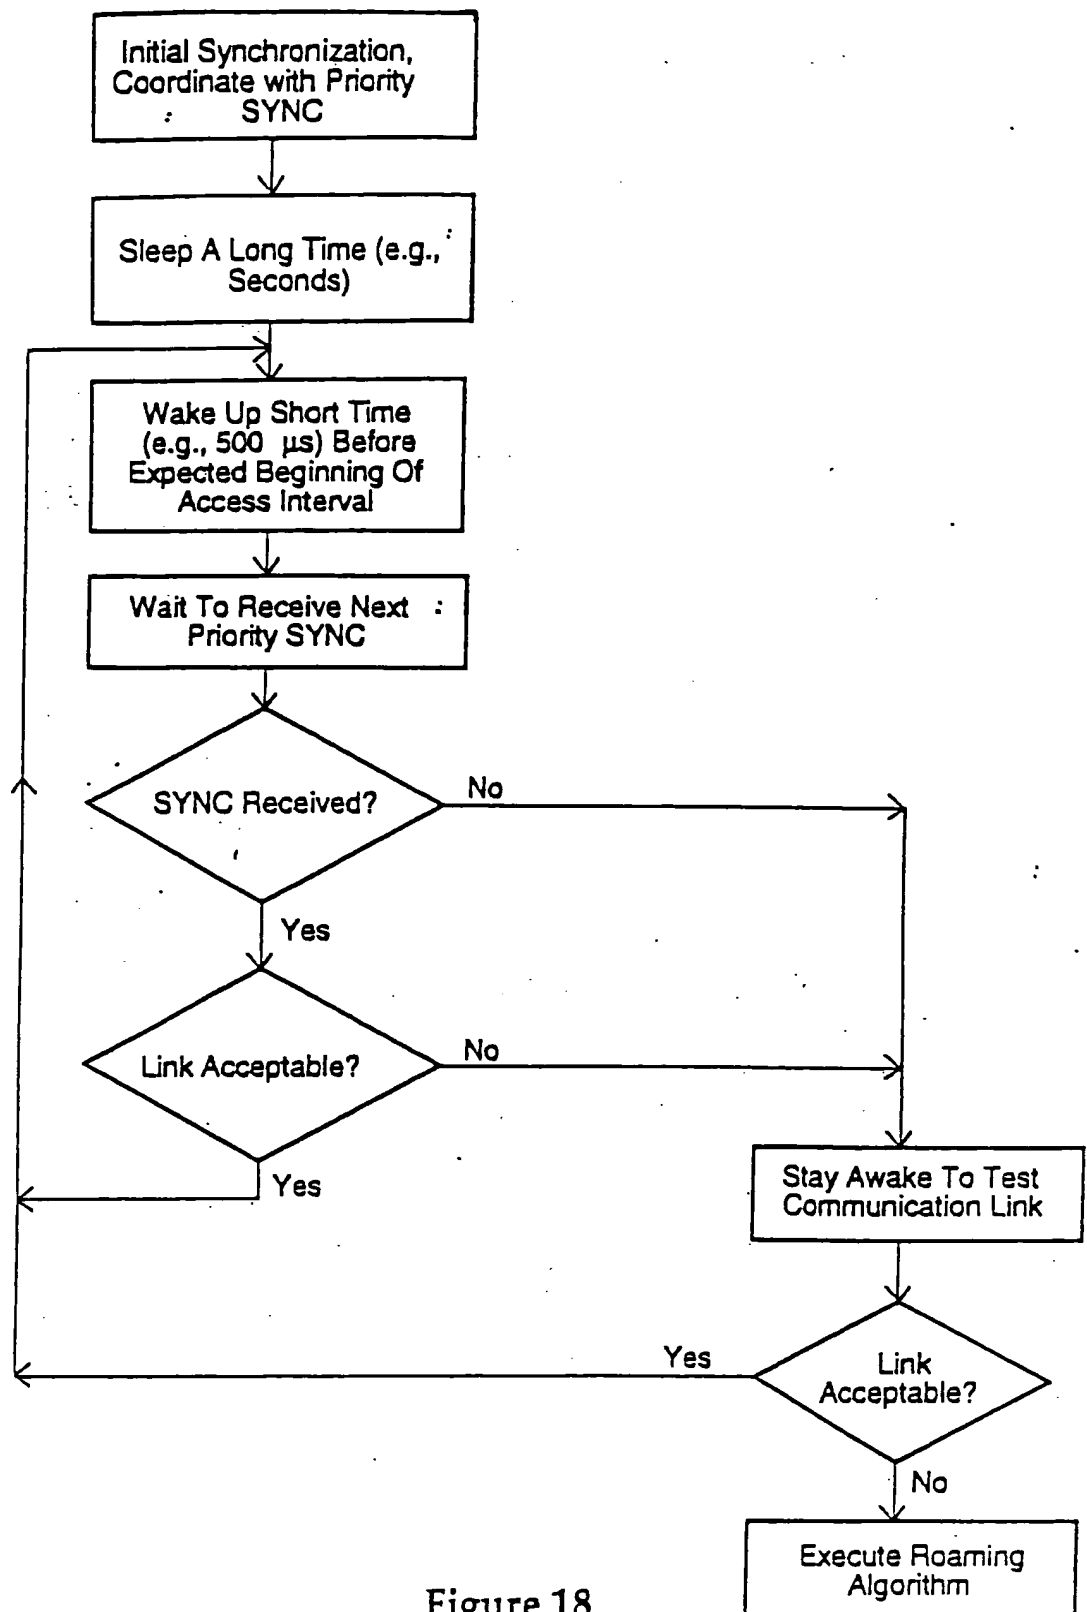 Initial Synchronization,
Coordinate with Priority
SYNC
Sleep A Long Time (e.g.,
Seconds)
Wake Up Short Time
(e.g., 500 µs) Before
Expected Beginning Of
Access Interval
Wait To Receive Next
Priority SYNC
SYNC Received?
No
Yes
Link Acceptable?
No
Yes
Stay Awake To Test
Communication Link
Link
Acceptable?
Yes
No
Execute Roaming
Algorithm
Figure 18